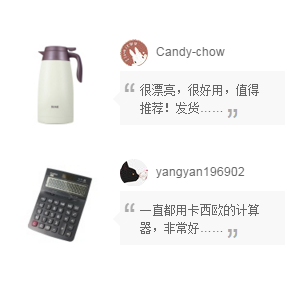 Candy-chow
“ 很漂亮，很好用，值得
推荐！发货…… ”
yangyan196902
“ 一直都用卡西欧的计算
器，非常好…… ”